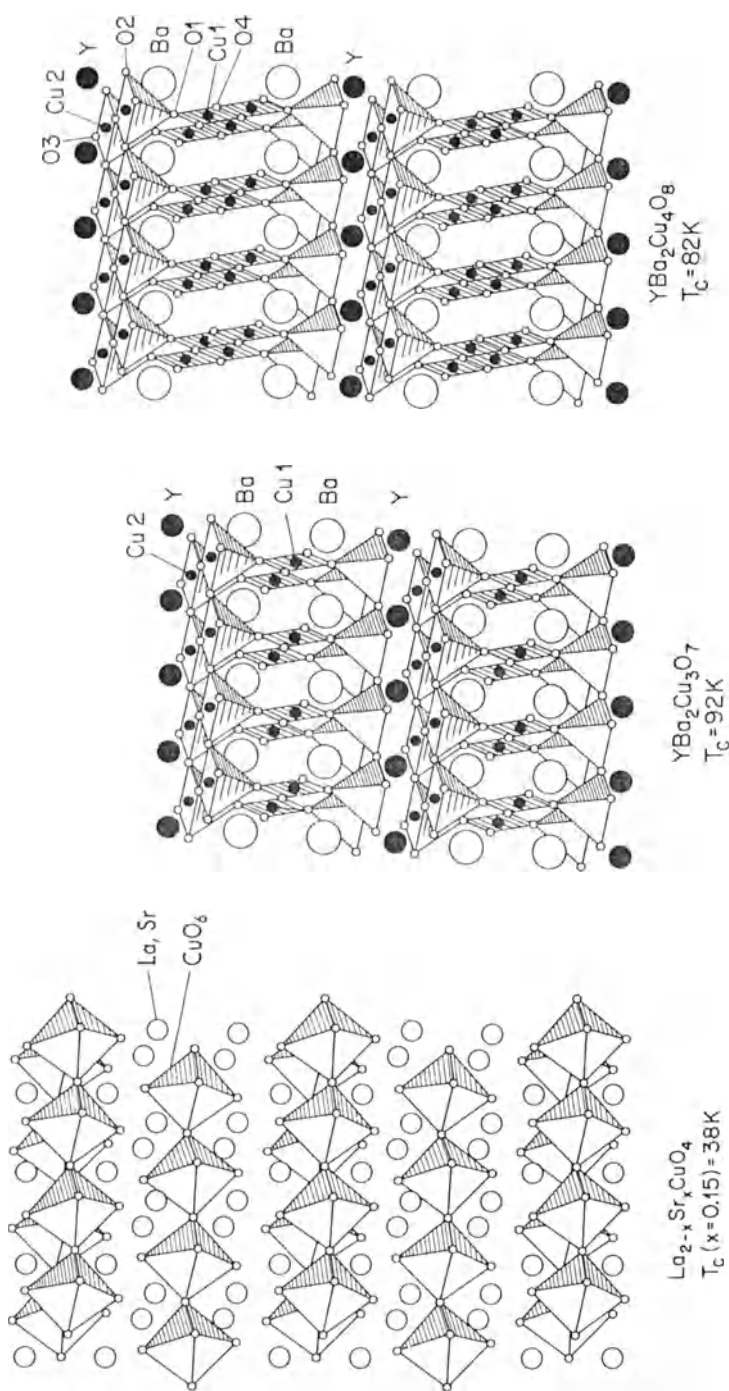 La2-xSrxCuO4
Tc (x=0.15)=38K
La, Sr
CuO6
YBa2Cu3O7
Tc=92K
Cu 2
Y
Ba
Cu 1
Ba
Y
YBa2Cu4O8
Tc=82K
O3
Cu 2
Y
O2
Ba
O1
Cu1
O4
Ba
Y